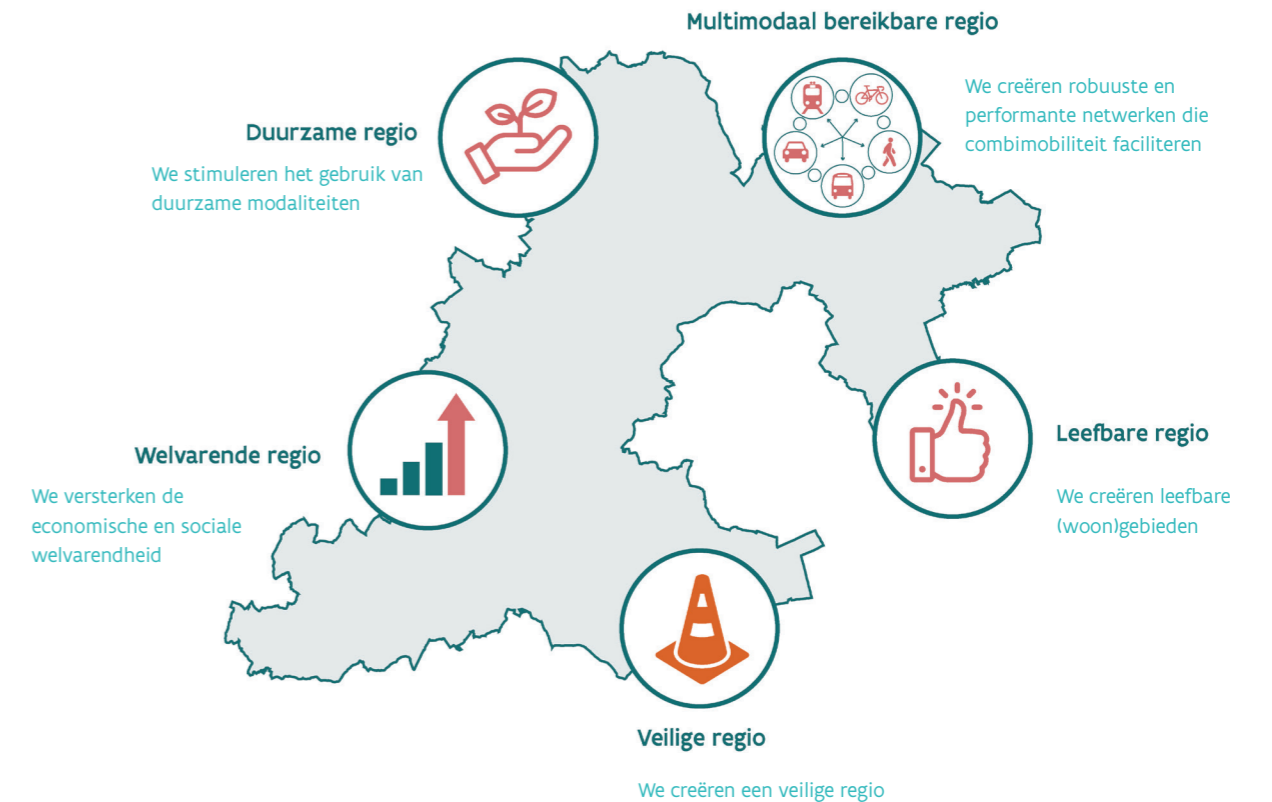 Multimodaal bereikbare regio
We creëren robuuste en
performante netwerken die
combimobiliteit faciliteren
Duurzame regio
We stimuleren het gebruik van
duurzame modaliteiten
Welvarende regio
We versterken de
economische en sociale
welvarendheid
Leefbare regio
We creëren leefbare
(woon)gebieden
Veilige regio
We creëren een veilige regio